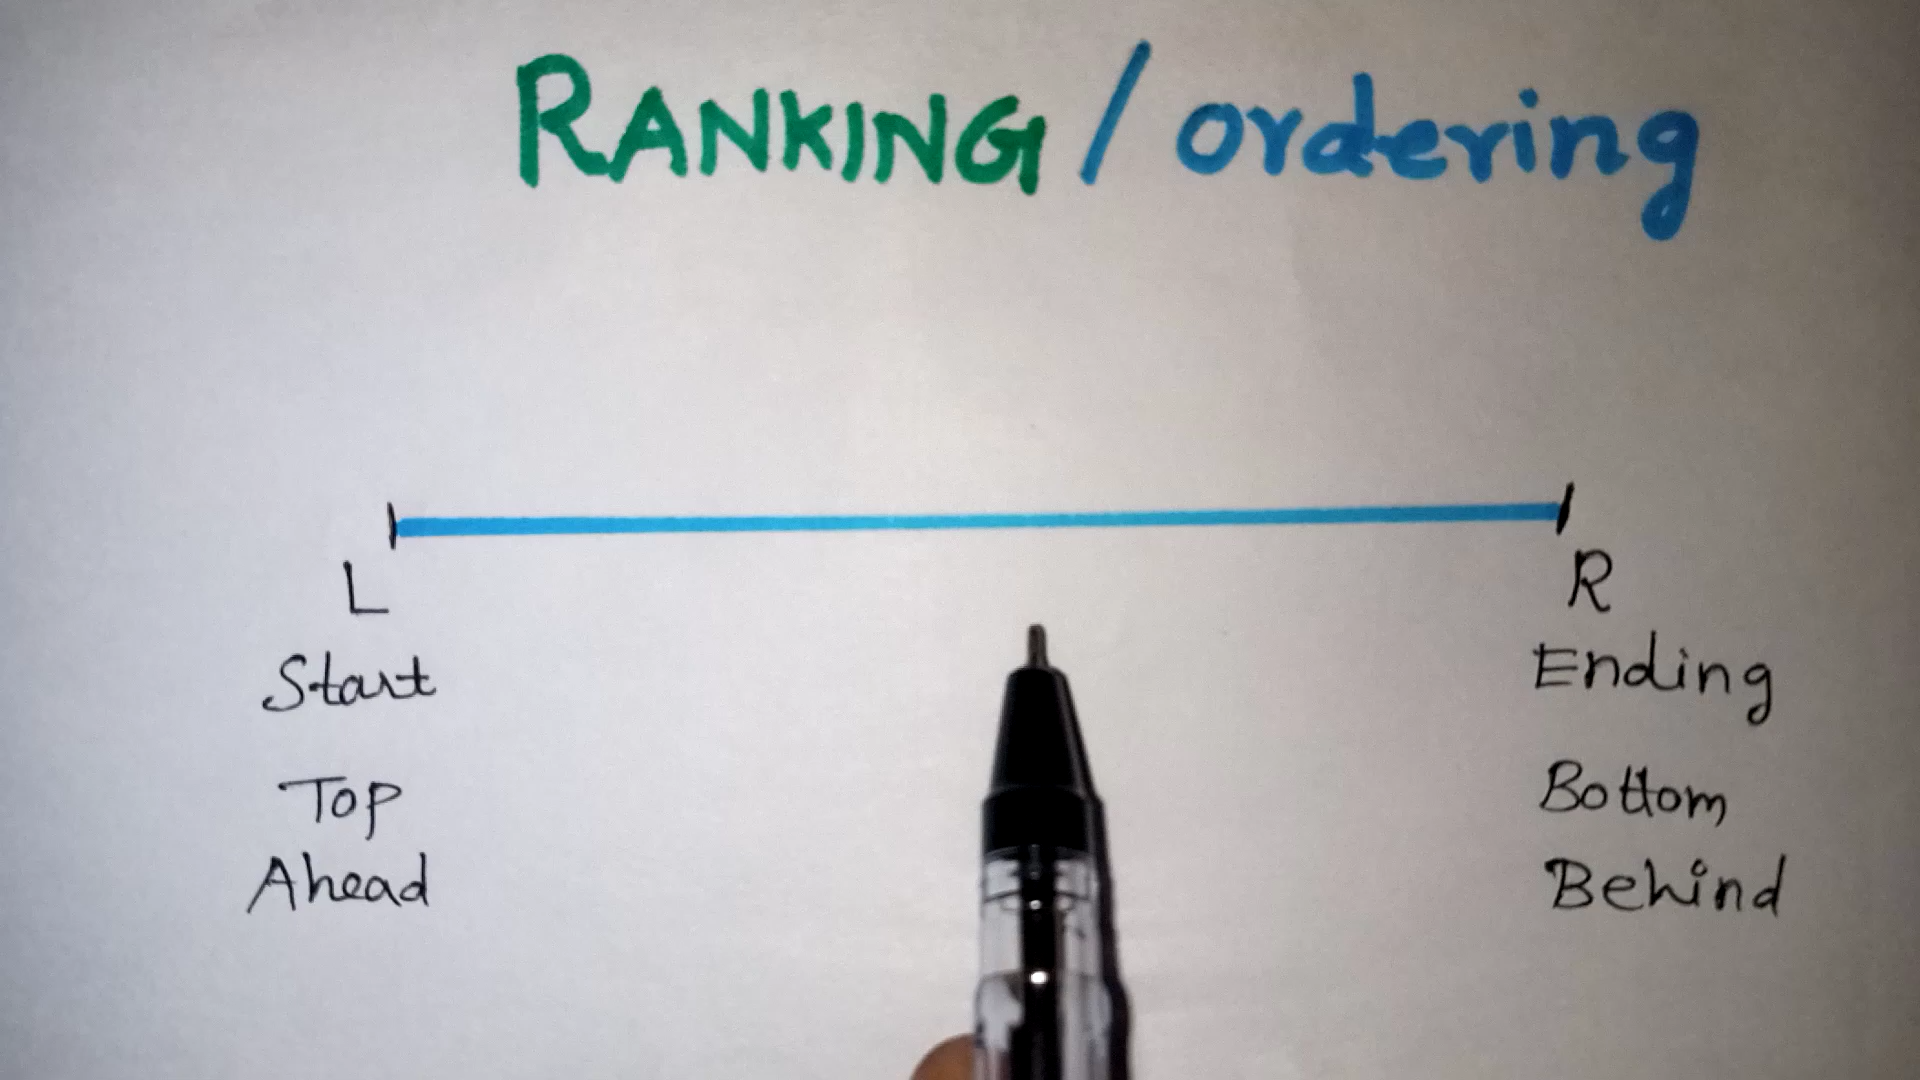 RANKING / ordering
L R
Start Ending
Top Bottom
Ahead Behind